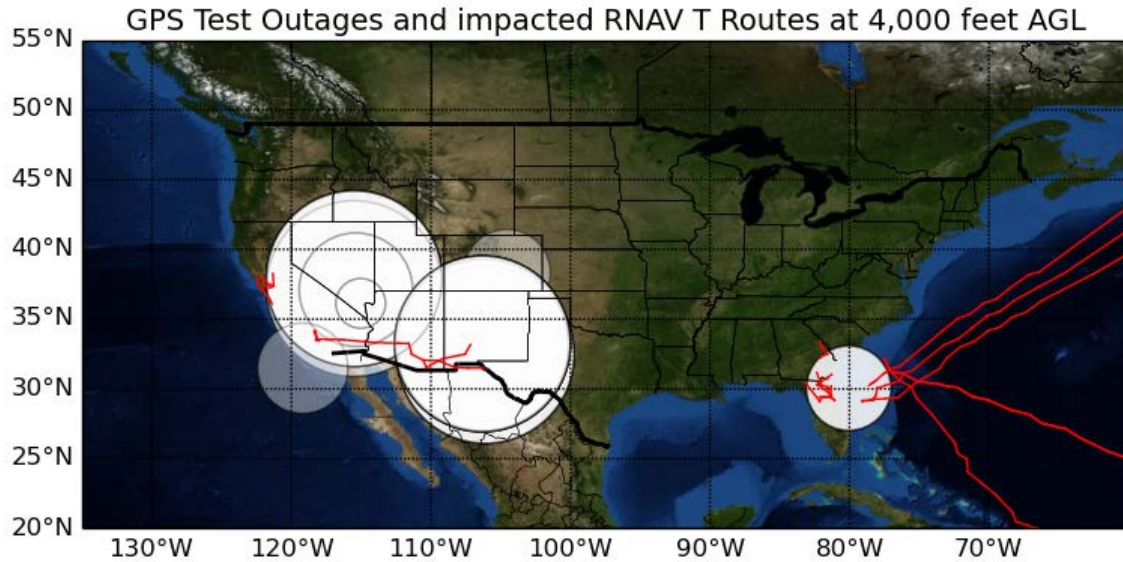 GPS Test Outages and impacted RNAV T Routes at 4,000 feet AGL
55°N
50°N
45°N
40°N
35°N
30°N
25°N
20°N
130°W 120°W 110°W 100°W 90°W 80°W 70°W